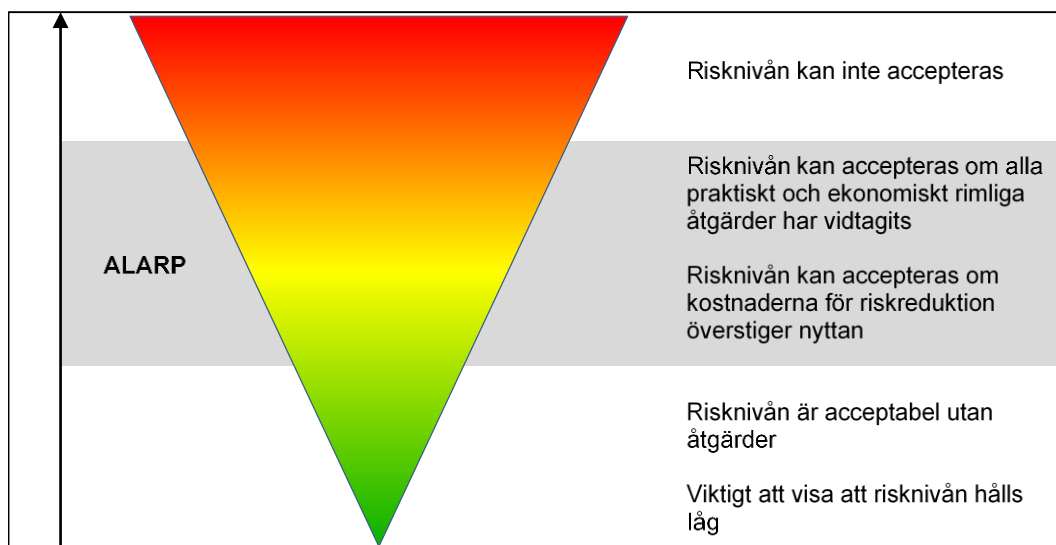 Risknivån kan inte accepteras
ALARP
Risknivån kan accepteras om alla
praktiskt och ekonomiskt rimliga
åtgärder har vidtagits
Risknivån kan accepteras om
kostnaderna för riskreduktion
överstiger nyttan
Risknivån är acceptabel utan
åtgärder
Viktigt att visa att risknivån hålls
låg